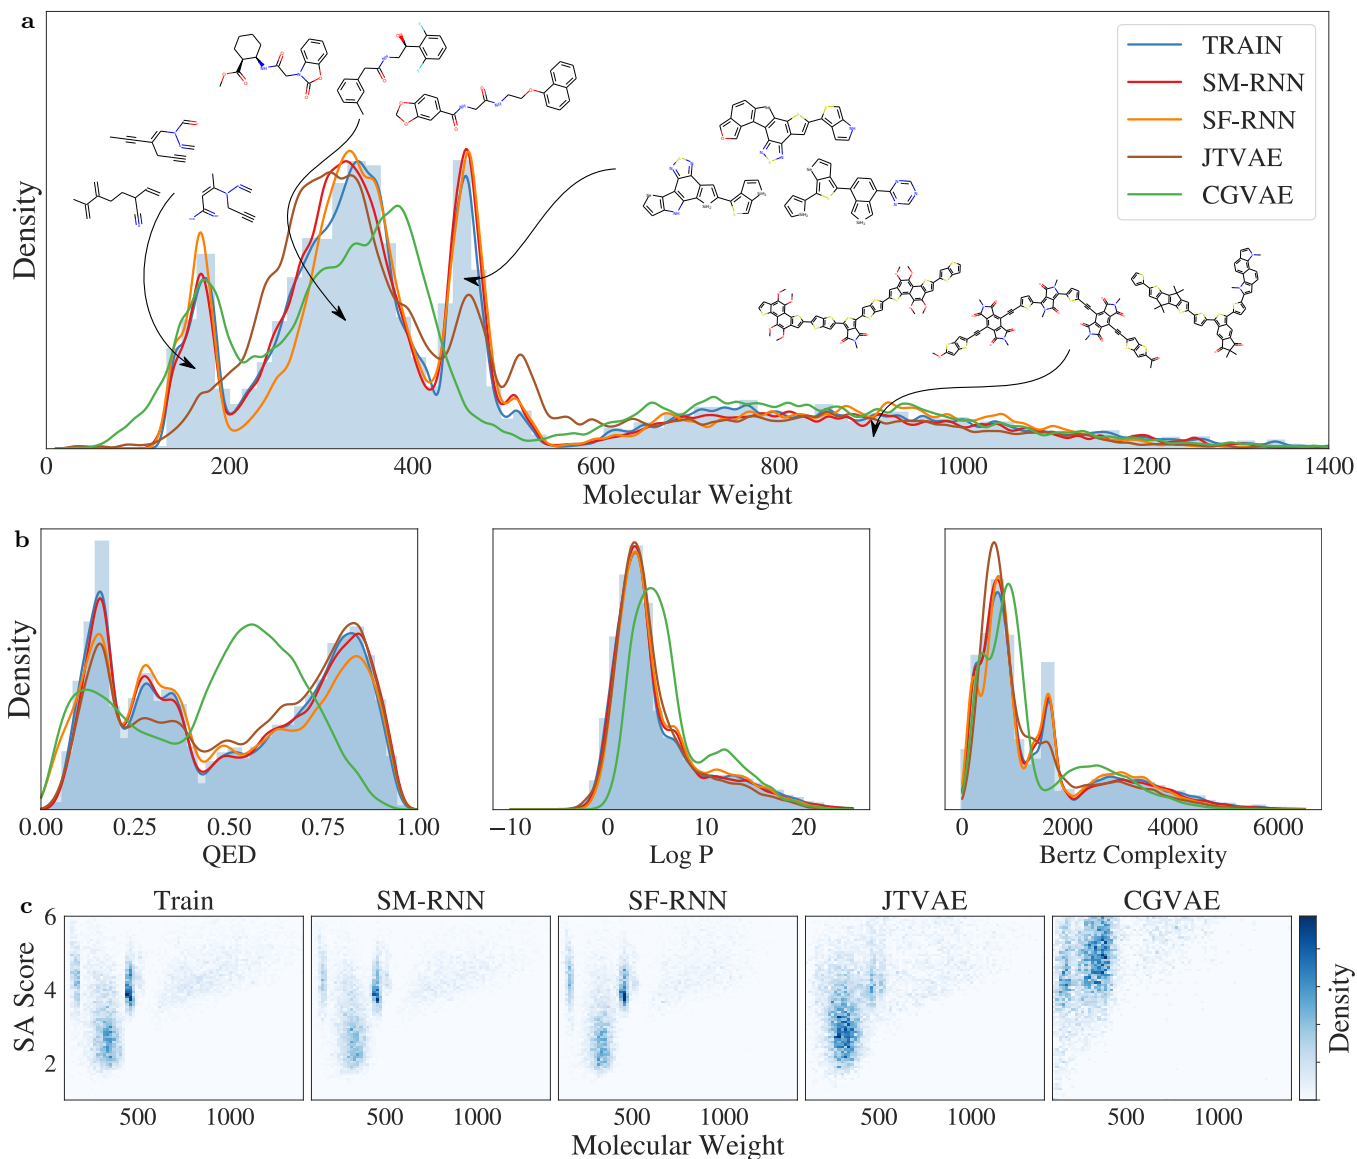 a
TRAIN
SM-RNN
SF-RNN
JTVAE
CGVAE
Density
0 200 400 600 800 1000 1200 1400
Molecular Weight
b
Density
0.00 0.25 0.50 0.75 1.00
QED
−10 0 10 20
Log P
0 2000 4000 6000
Bertz Complexity
c
Train SM-RNN SF-RNN JTVAE CGVAE
6
4
2
SA Score
500 1000 500 1000 500 1000 500 1000 500 1000
Molecular Weight
Density